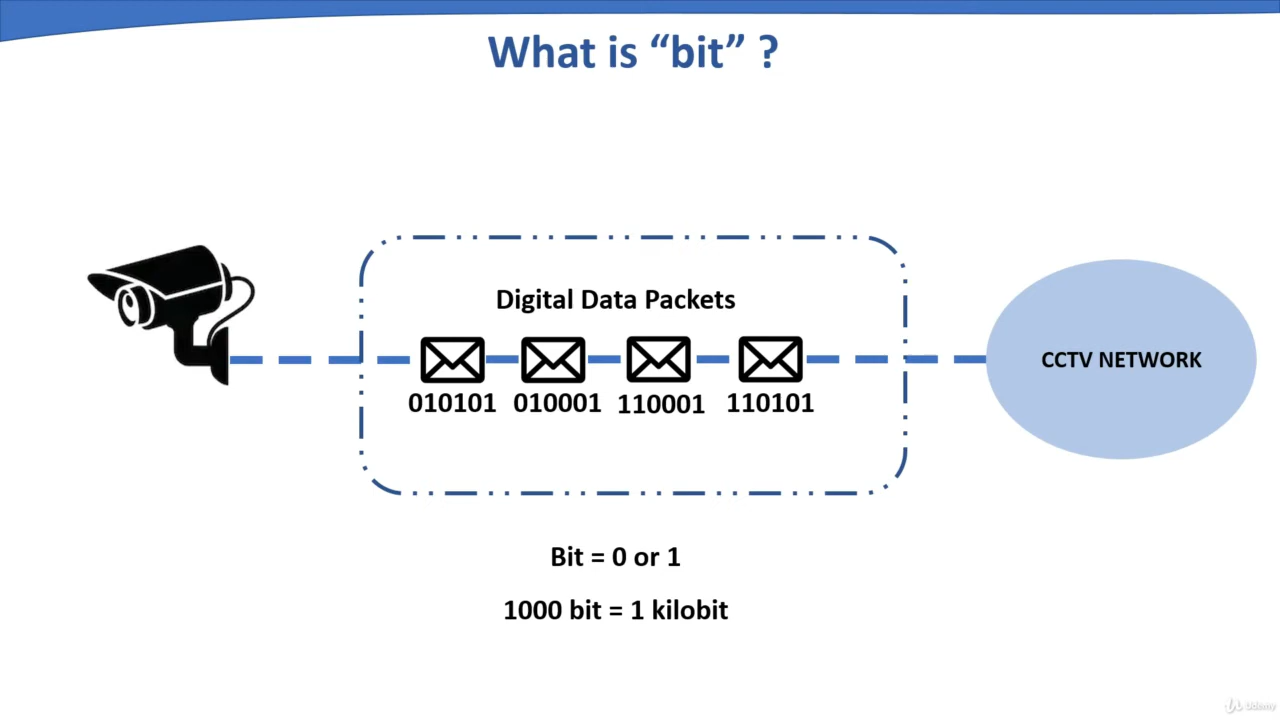 What is “bit” ?
Digital Data Packets
010101 010001 110001 110101
CCTV NETWORK
Bit = 0 or 1
1000 bit = 1 kilobit
Udemy